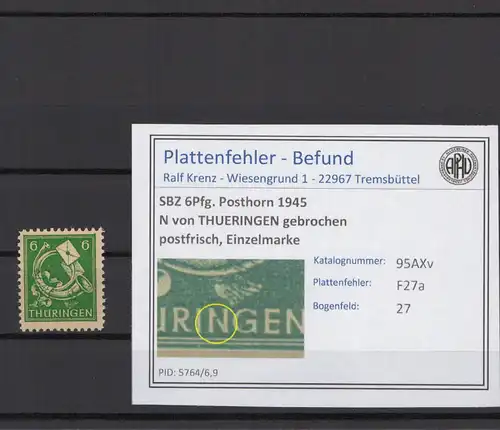 6 6
THÜRINGEN
Plattenfehler - Befund
Ralf Krenz - Wiesengrund 1 - 22967 Tremsbüttel
SBZ 6Pfg. Posthorn 1945
N von THUERINGEN gebrochen
postfrisch, Einzelmarke
Katalognummer: 95AXv
Plattenfehler: F27a
Bogenfeld: 27
ÜRINGEN
PID: 5764/6,9